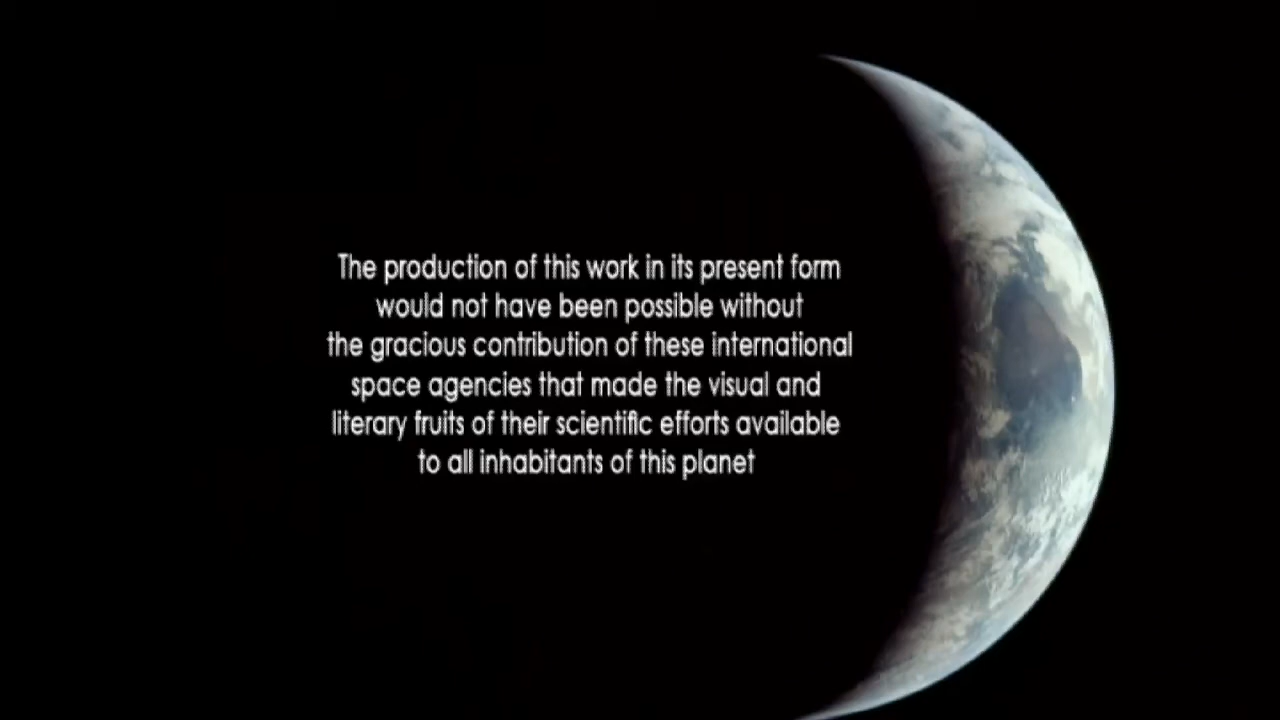 The production of this work in its present form
would not have been possible without
the gracious contribution of these international
space agencies that made the visual and
literary fruits of their scientific efforts available
to all inhabitants of this planet